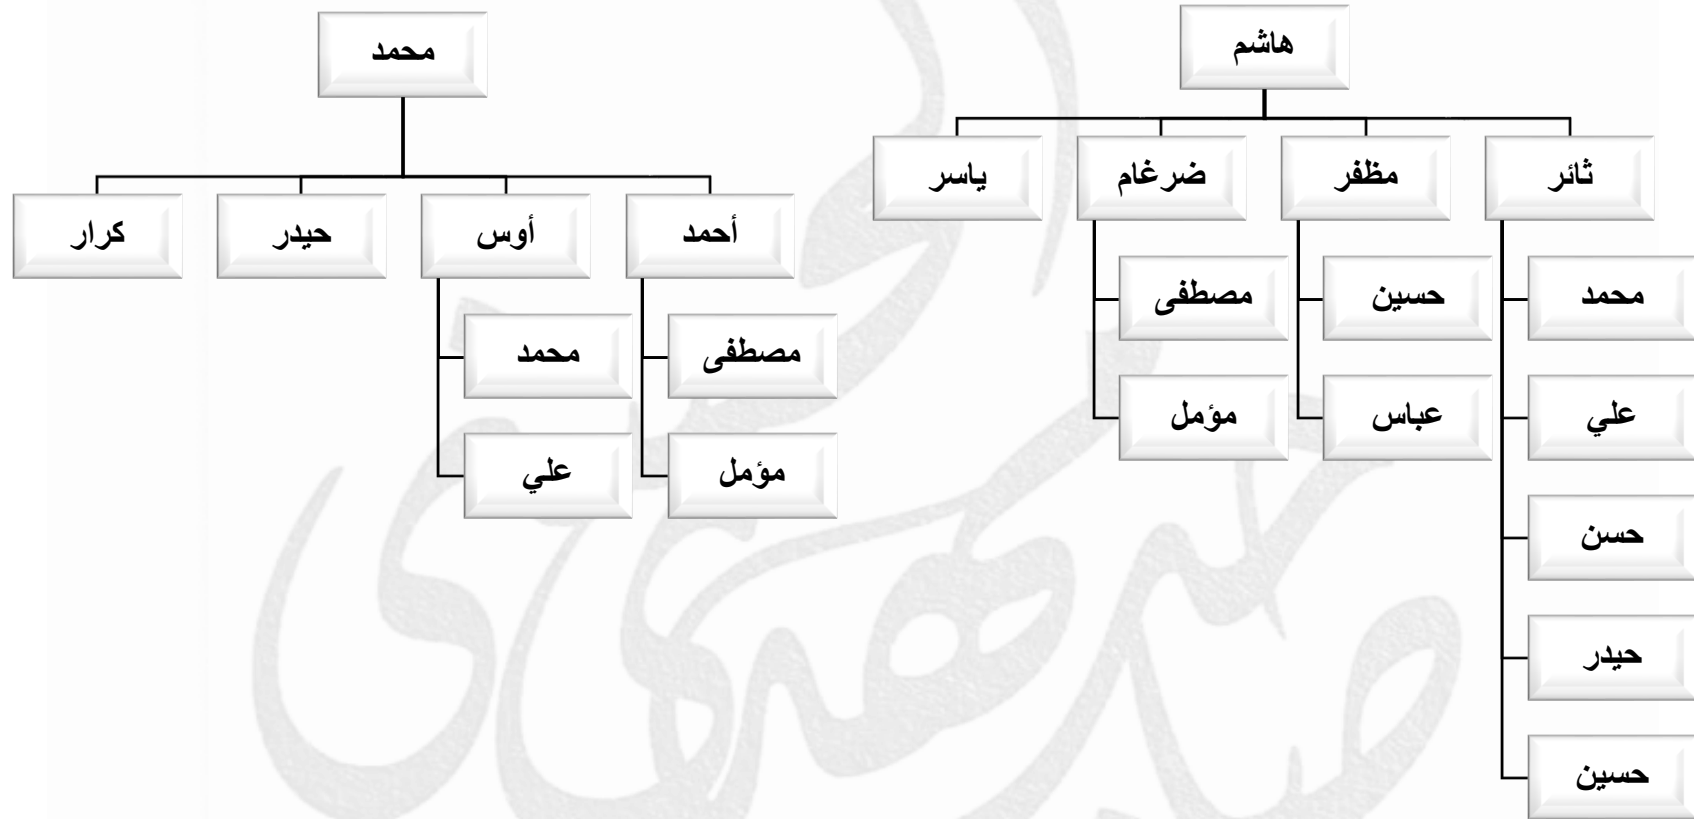 هاشم
ثائر
مظفر
ضرغام
ياسر
محمد
علي
حسن
حيدر
حسين
حسين
عباس
مصطفى
مؤمل
محمد
أحمد
أوس
حيدر
كرار
مصطفى
مؤمل
محمد
علي